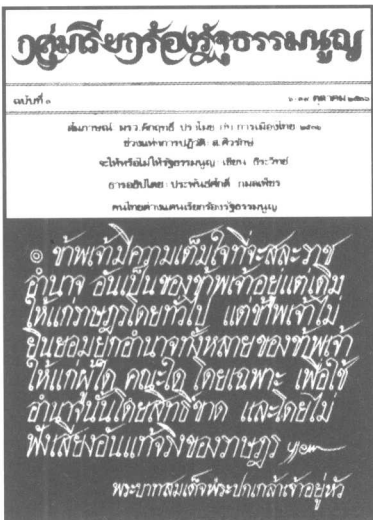 กลุ่มเรียกร้องรัฐธรรมนูญ
ฉบับที่ ๑
ตุลาคม ๒๕๑๖
สัมภาษณ์ มรว คึกฤทธิ์ ปราโมช กับ การเมืองไทย ๒๕๑๖
ช่วงแห่งการปฏิวัติ ส.ศิวรักษ์
จะให้หรือไม่ให้รัฐธรรมนูญ เขียน ธีระวิทย์
อารยธิปไตย ประพันธ์ศักดิ์ กมลเพ็ชร
คนไทยต่างแดนเรียกร้องรัฐธรรมนูญ
๏ ข้าพเจ้ามีความเต็มใจที่จะสละราช
อำนาจ อันเป็นของข้าพเจ้าอยู่แต่เดิม
ให้แก่ราษฎรโดยทั่วไป แต่ข้าพเจ้าไม่
ยินยอมยกอำนาจทั้งหลายของข้าพเจ้า
ให้แก่ผู้ใด คณะใด โดยเฉพาะ เพื่อใช้
อำนาจนั้นโดยสิทธิ์ขาด และโดยไม่
ฟังเสียงอันแท้จริงของราษฎร ๚
พระบาทสมเด็จพระปกเกล้าเจ้าอยู่หัว